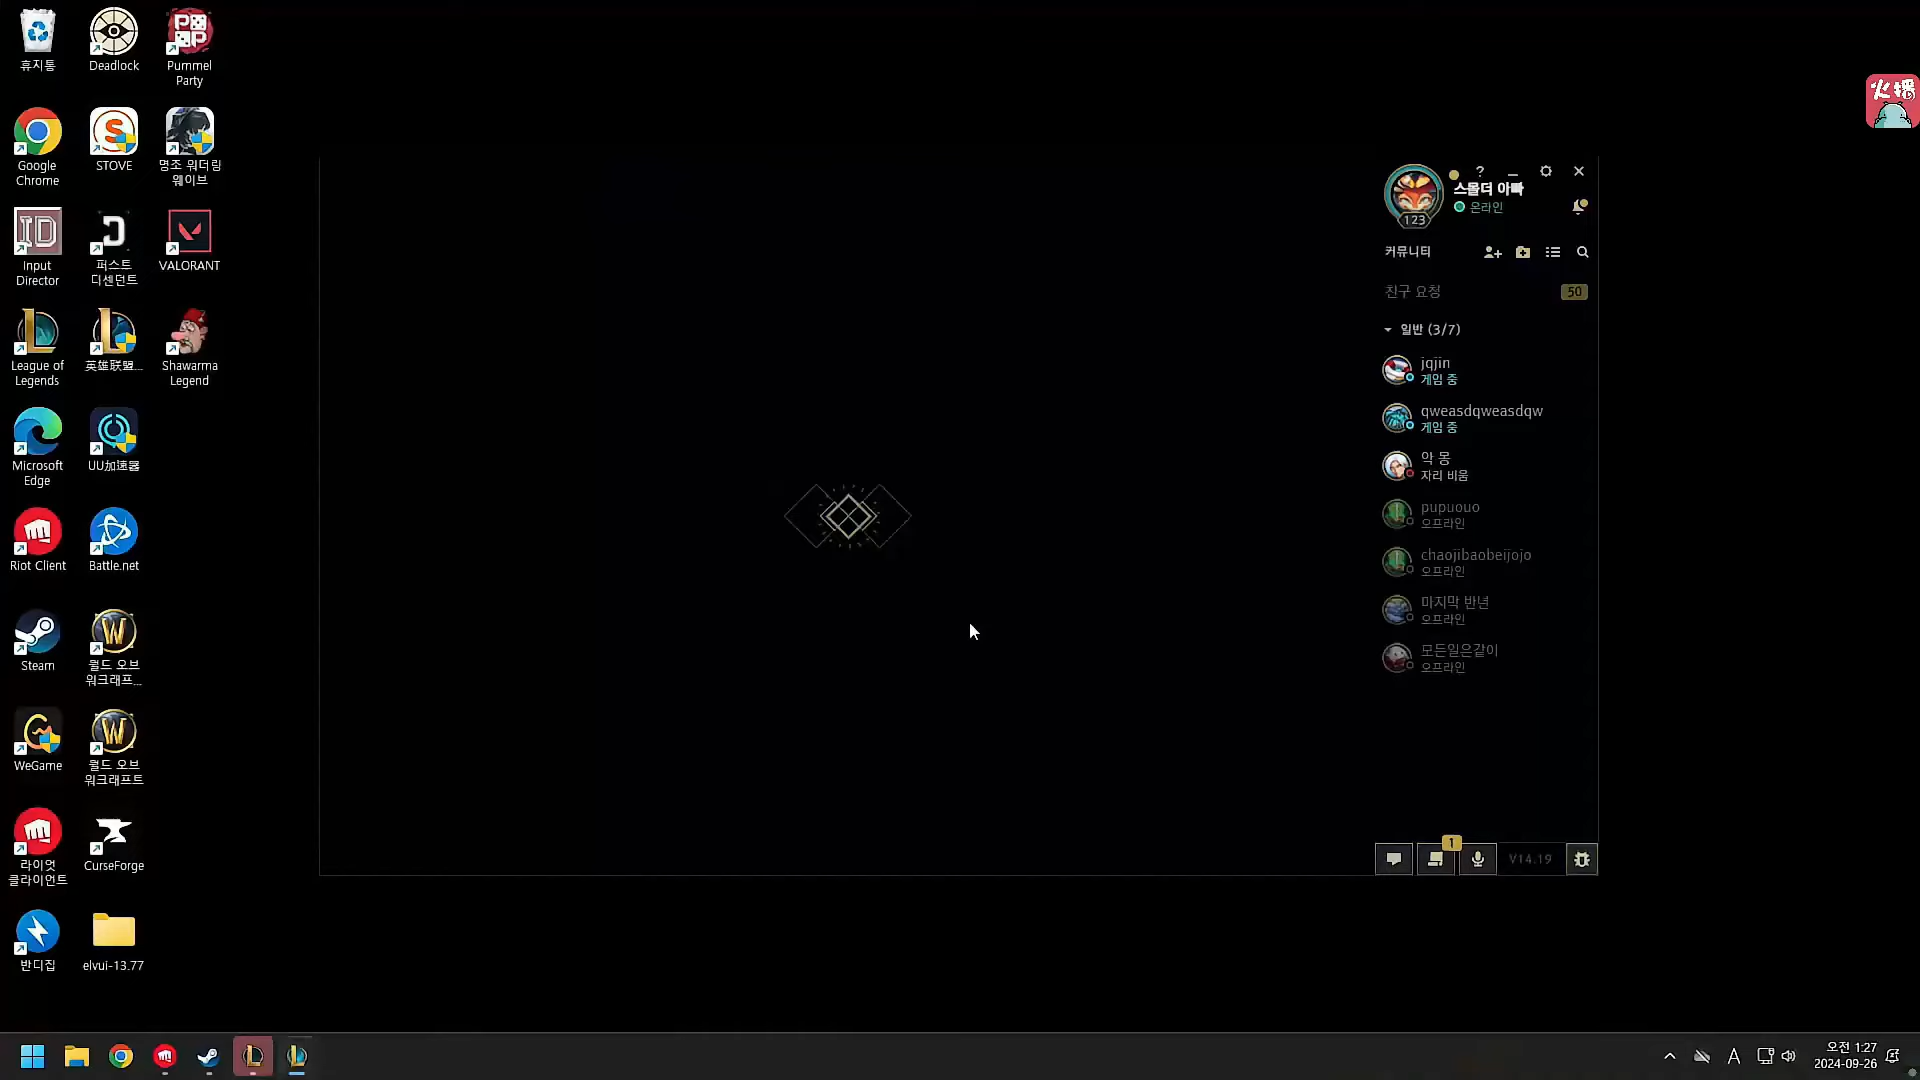 휴지통
Deadlock
Pummel
Party
火播
Google
Chrome
STOVE
명조 워더링
웨이브
Input
Director
퍼스트
디센던트
VALORANT
League of
Legends
英雄联盟...
Shawarma
Legend
Microsoft
Edge
UU加速器
Riot Client
Battle.net
Steam
월드 오브
워크래프...
WeGame
월드 오브
워크래프트
라이엇
클라이언트
CurseForge
반디집
elvui-13.77
?
스몰더 아빠
온라인
123
커뮤니티
친구 요청
50
일반 (3/7)
jqjin
게임 중
qweasdqweasdqw
게임 중
악 몽
자리 비움
pupuouo
오프라인
chaojibaobeijojo
오프라인
마지막 반년
오프라인
모든일은같이
오프라인
1
V14.19
A
오전 1:27
2024-09-26